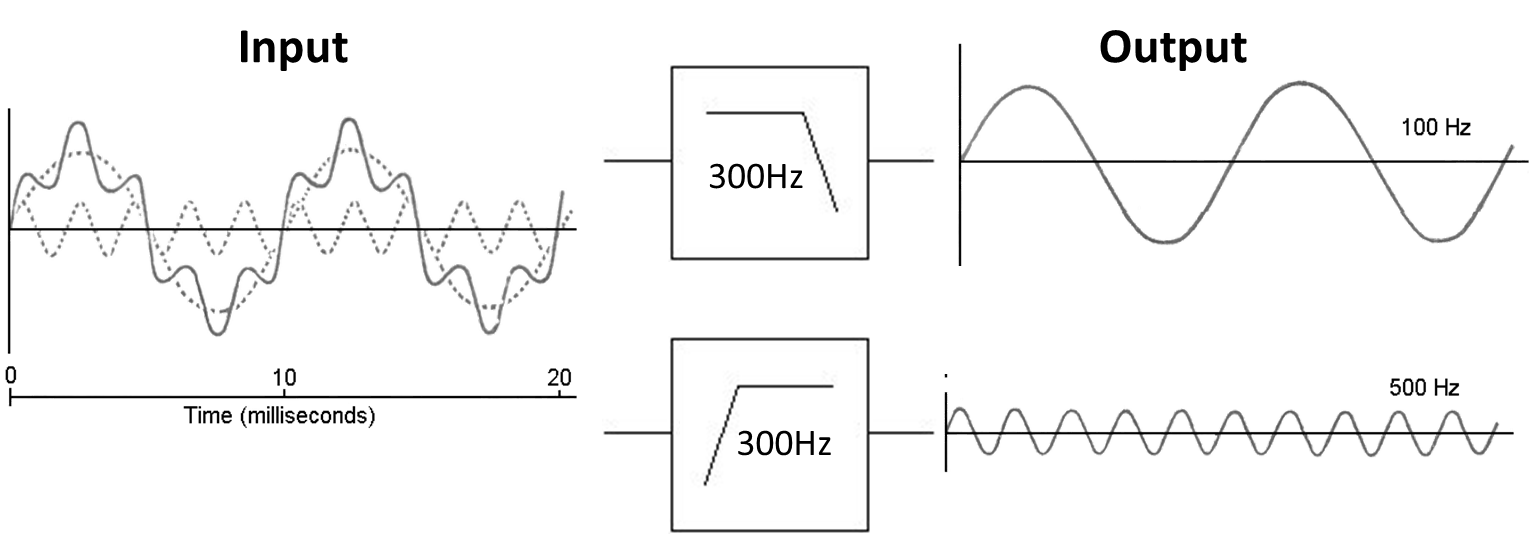 Input
Output
300Hz
100 Hz
0
10
20
Time (milliseconds)
300Hz
500 Hz